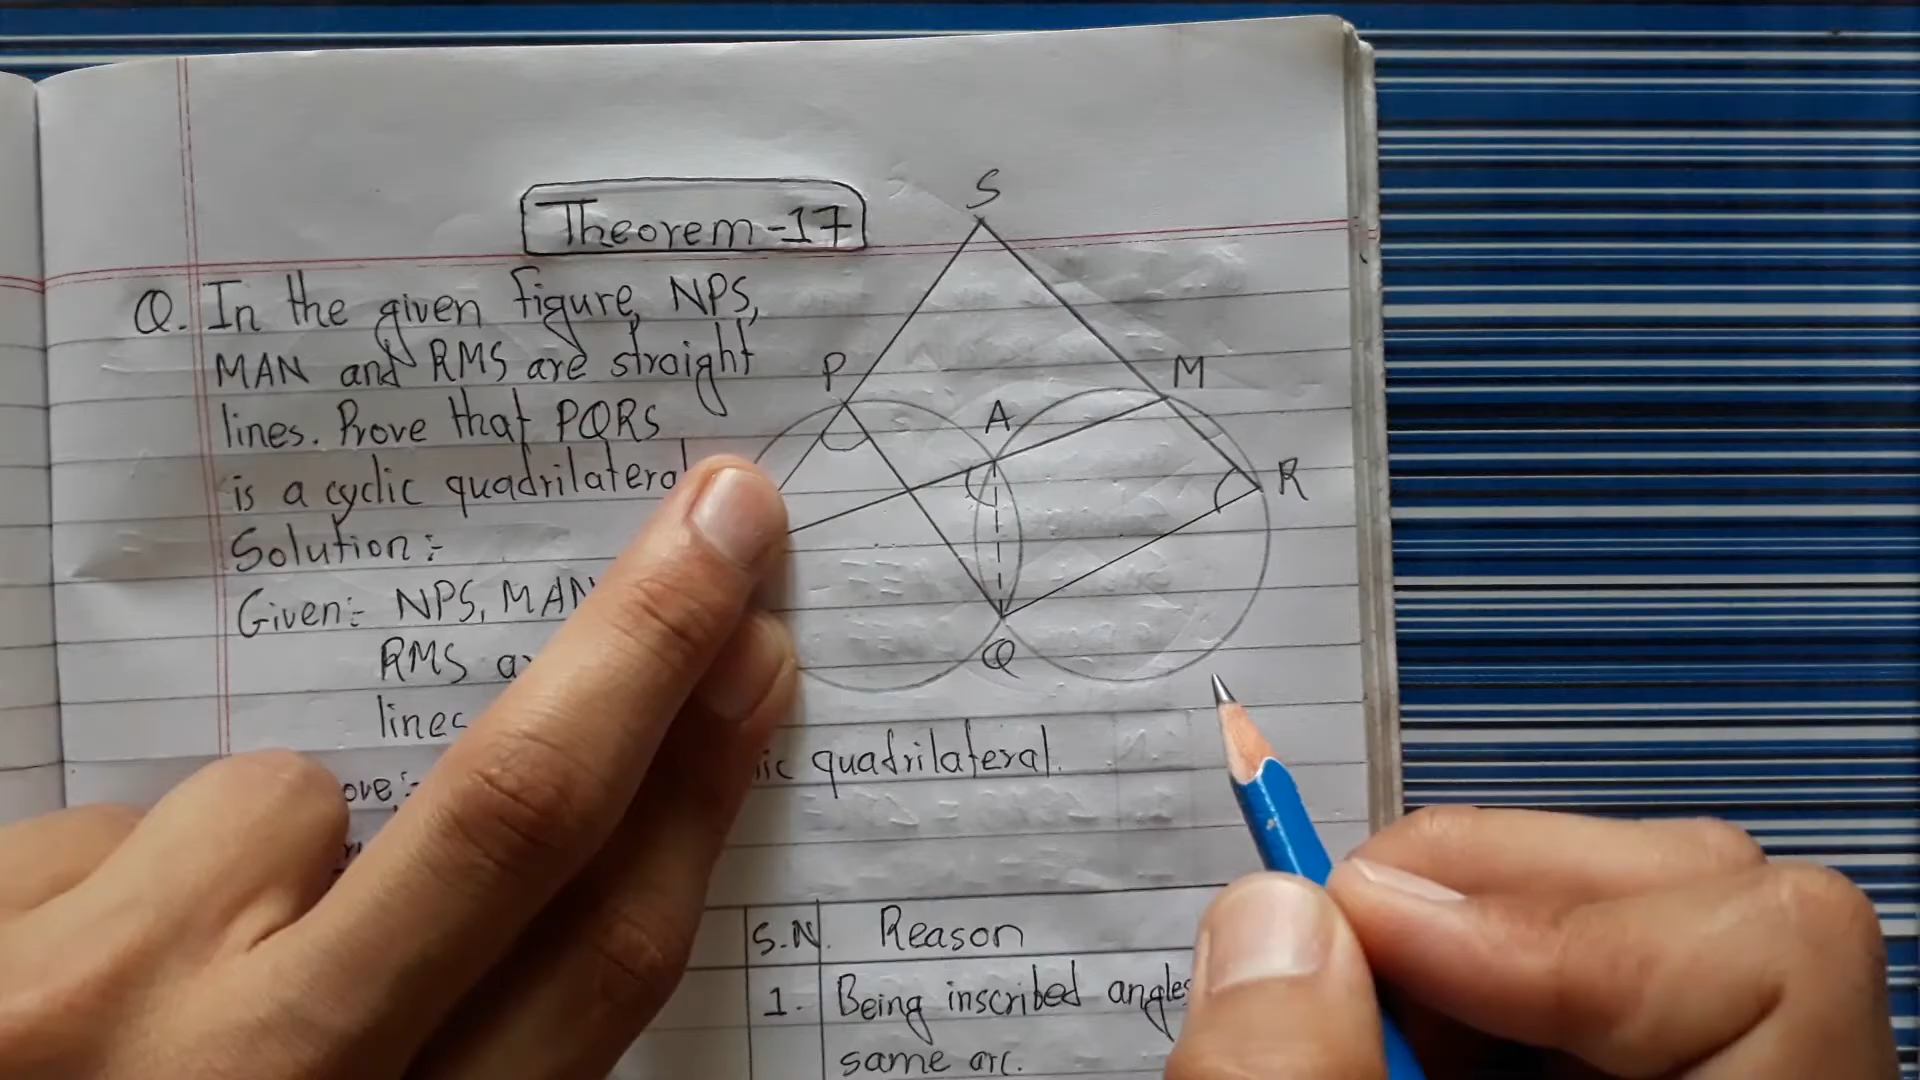 Theorem-17
Q. In the given figure, NPS,
MAN and RMS are straight
lines. Prove that PQRS
is a cyclic quadrilateral
Solution:-
Given:- NPS, MAN
RMS
quadrilateral.
S
P
M
A
R
Q
S.N. Reason
1. Being inscribed angles
same arc.